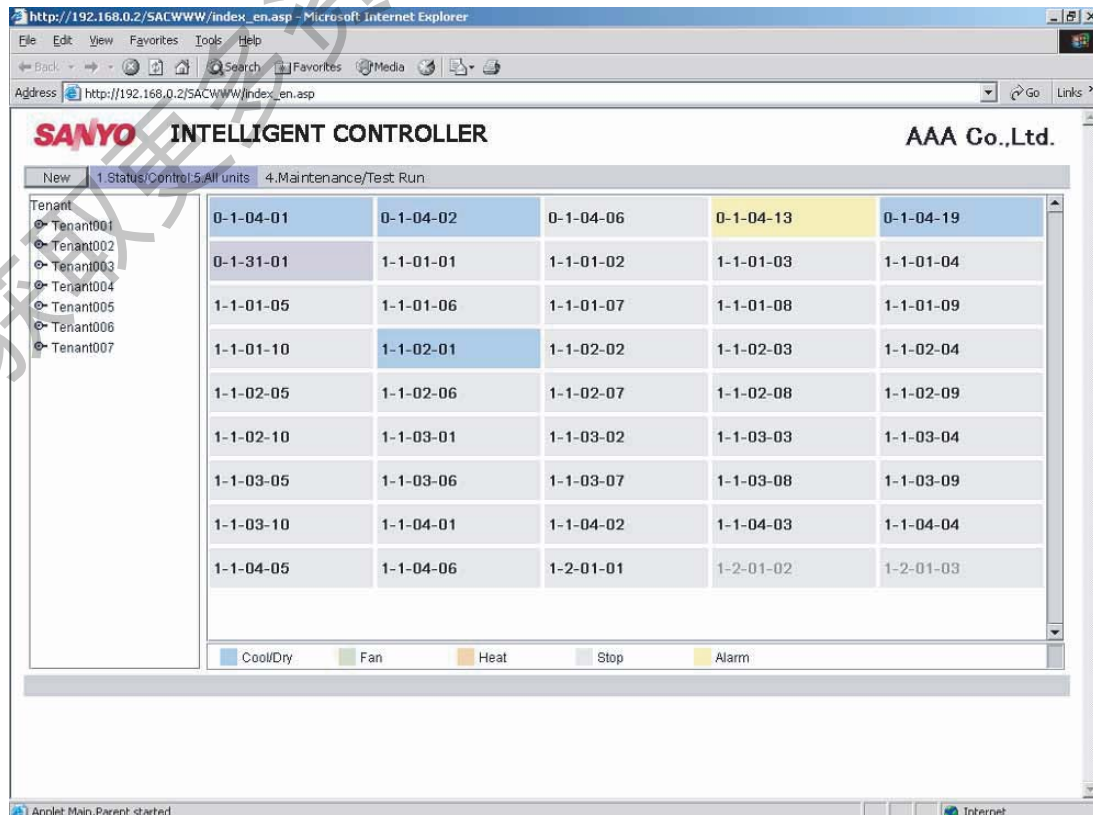 http://192.168.0.2/SACWWW/index_en.asp - Microsoft Internet Explorer
File Edit View Favorites Tools Help
Back Search Favorites Media
Address http://192.168.0.2/SACWWW/index_en.asp Go Links
SANYO INTELLIGENT CONTROLLER AAA Co.,Ltd.
New 1.Status/Control:5.All units 4.Maintenance/Test Run
Tenant
Tenant001
Tenant002
Tenant003
Tenant004
Tenant005
Tenant006
Tenant007
0-1-04-01 0-1-04-02 0-1-04-06 0-1-04-13 0-1-04-19
0-1-31-01 1-1-01-01 1-1-01-02 1-1-01-03 1-1-01-04
1-1-01-05 1-1-01-06 1-1-01-07 1-1-01-08 1-1-01-09
1-1-01-10 1-1-02-01 1-1-02-02 1-1-02-03 1-1-02-04
1-1-02-05 1-1-02-06 1-1-02-07 1-1-02-08 1-1-02-09
1-1-02-10 1-1-03-01 1-1-03-02 1-1-03-03 1-1-03-04
1-1-03-05 1-1-03-06 1-1-03-07 1-1-03-08 1-1-03-09
1-1-03-10 1-1-04-01 1-1-04-02 1-1-04-03 1-1-04-04
1-1-04-05 1-1-04-06 1-2-01-01 1-2-01-02 1-2-01-03
Cool/Dry Fan Heat Stop Alarm
Applet Main.Parent started Internet
获取更多